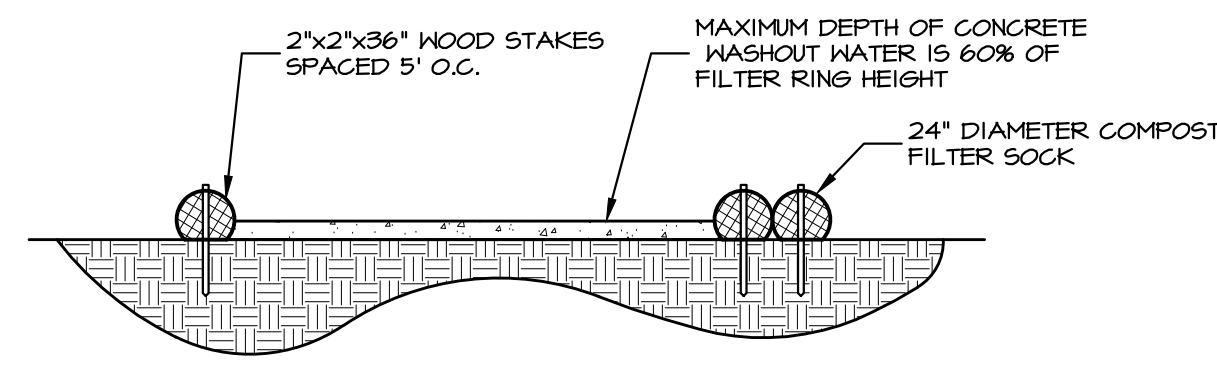 2"x2"x36" WOOD STAKES
SPACED 5' O.C.
MAXIMUM DEPTH OF CONCRETE
WASHOUT WATER IS 60% OF
FILTER RING HEIGHT
24" DIAMETER COMPOST
FILTER SOCK